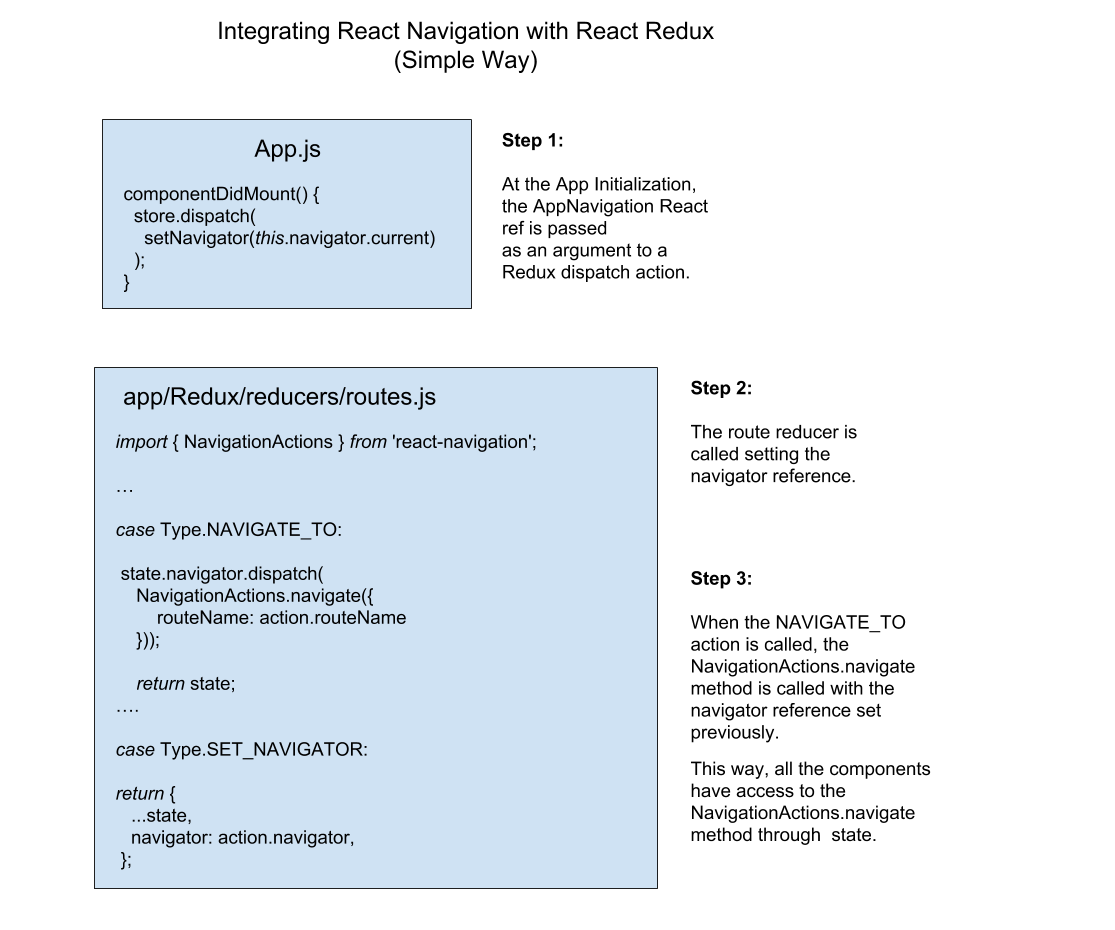 Integrating React Navigation with React Redux
(Simple Way)
App.js
componentDidMount() {
store.dispatch(
setNavigator(this.navigator.current)
);
}
Step 1:
At the App Initialization,
the AppNavigation React
ref is passed
as an argument to a
Redux dispatch action.
app/Redux/reducers/routes.js
import { NavigationActions } from 'react-navigation';
…
case Type.NAVIGATE_TO:
state.navigator.dispatch(
NavigationActions.navigate({
routeName: action.routeName
}));
return state;
….
case Type.SET_NAVIGATOR:
return {
...state,
navigator: action.navigator,
};
Step 2:
The route reducer is
called setting the
navigator reference.
Step 3:
When the NAVIGATE_TO
action is called, the
NavigationActions.navigate
method is called with the
navigator reference set
previously.
This way, all the components
have access to the
NavigationActions.navigate
method through  state.